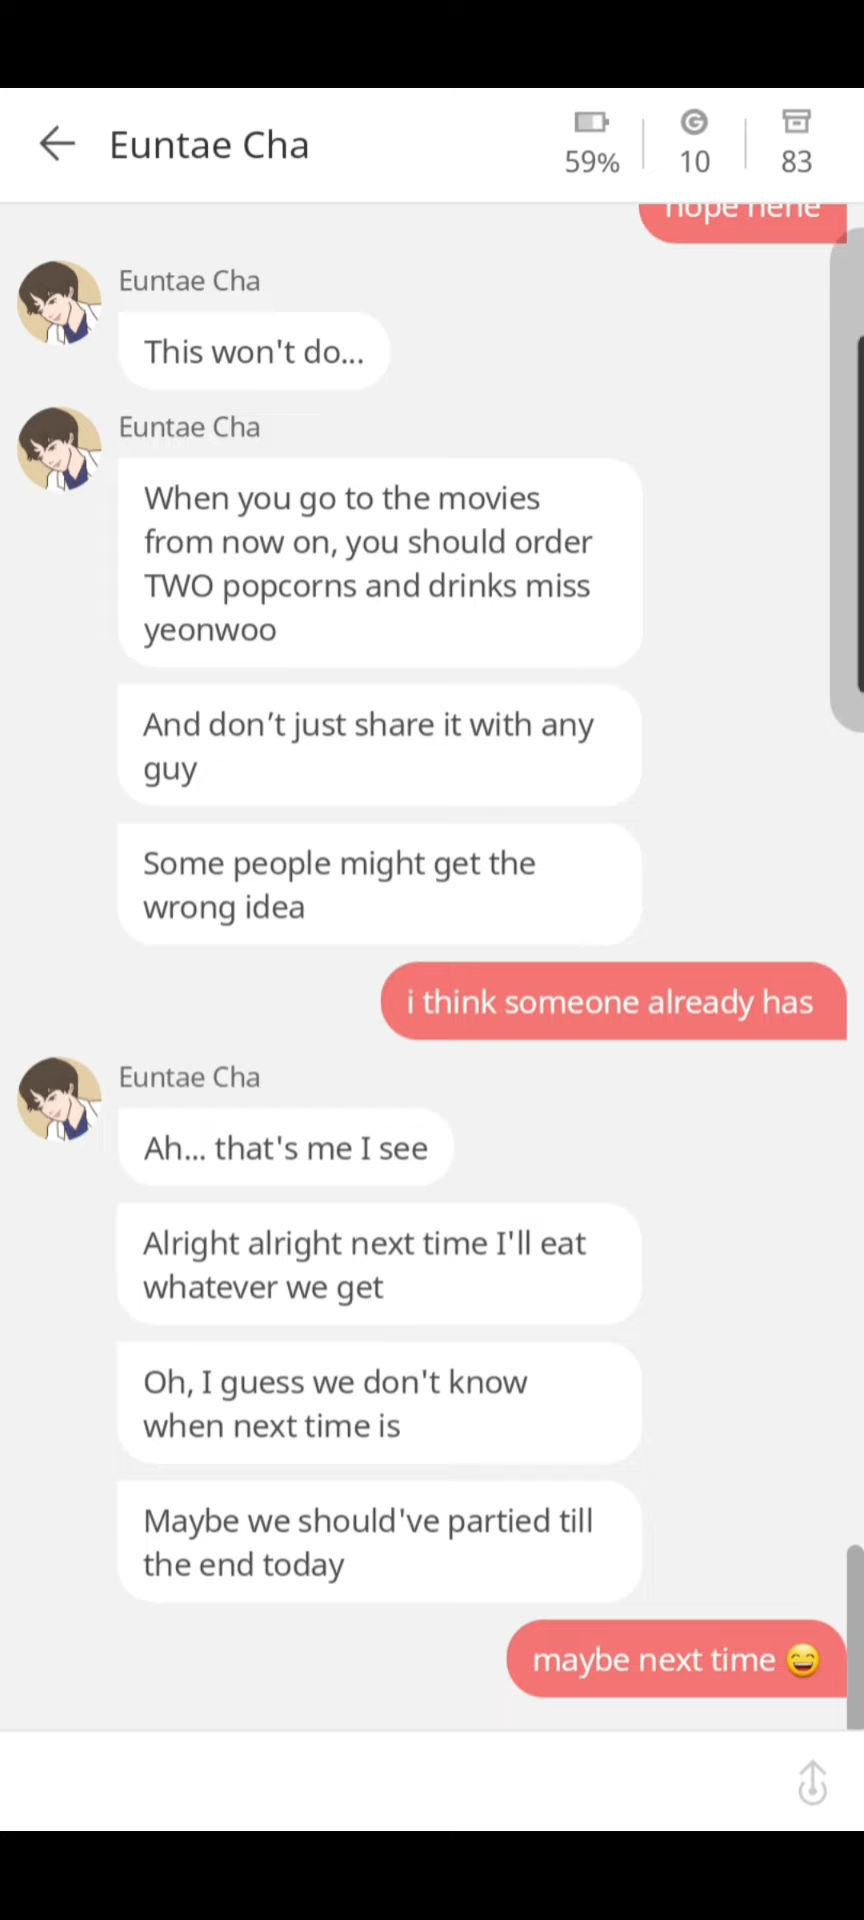 Euntae Cha
59%
10
83
nope hehe
Euntae Cha
This won't do...
Euntae Cha
When you go to the movies
from now on, you should order
TWO popcorns and drinks miss
yeonwoo
And don’t just share it with any
guy
Some people might get the
wrong idea
i think someone already has
Euntae Cha
Ah... that's me I see
Alright alright next time I'll eat
whatever we get
Oh, I guess we don't know
when next time is
Maybe we should've partied till
the end today
maybe next time 😄